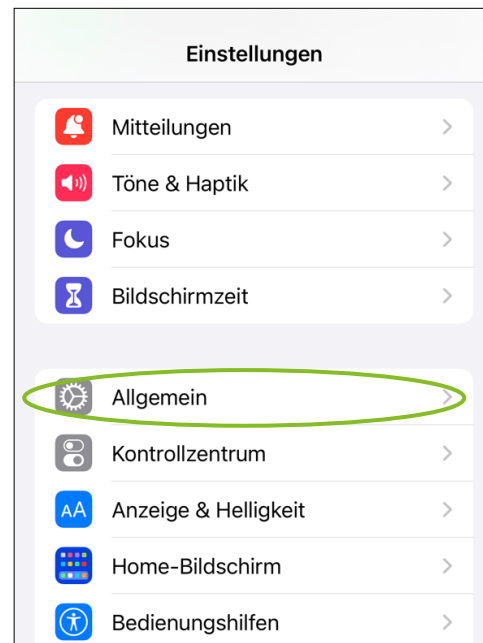 Einstellungen
Mitteilungen
Töne & Haptik
Fokus
Bildschirmzeit
Allgemein
Kontrollzentrum
AA Anzeige & Helligkeit
Home-Bildschirm
Bedienungshilfen